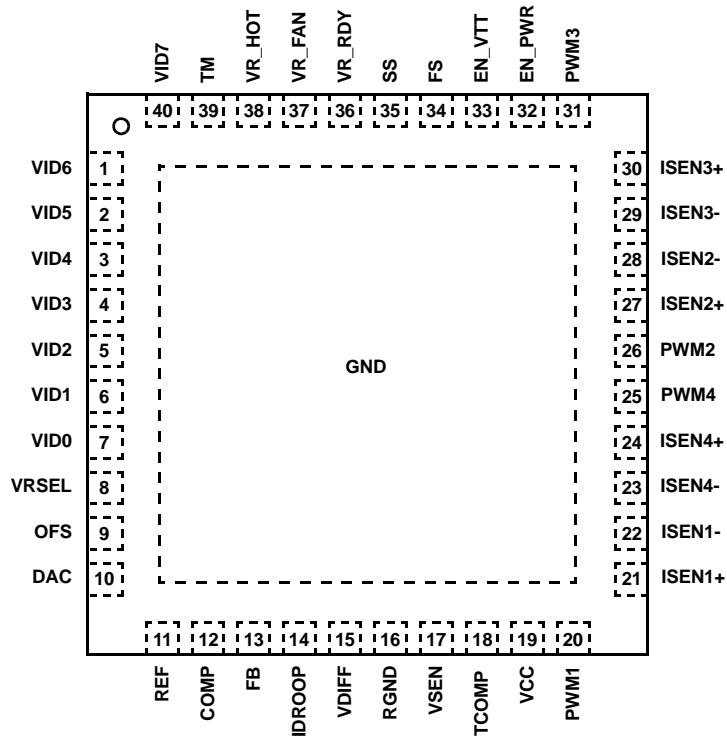 VID7
TM
VR_HOT
VR_FAN
VR_RDY
SS
FS
EN_VTT
EN_PWR
PWM3
40 39 38 37 36 35 34 33 32 31
VID6 1 30 ISEN3+
VID5 2 29 ISEN3-
VID4 3 28 ISEN2-
VID3 4 27 ISEN2+
VID2 5 26 PWM2
GND
VID1 6 25 PWM4
VID0 7 24 ISEN4+
VRSEL 8 23 ISEN4-
OFS 9 22 ISEN1-
DAC 10 21 ISEN1+
11 12 13 14 15 16 17 18 19 20
REF
COMP
FB
IDROOP
VDIFF
RGND
VSEN
TCOMP
VCC
PWM1